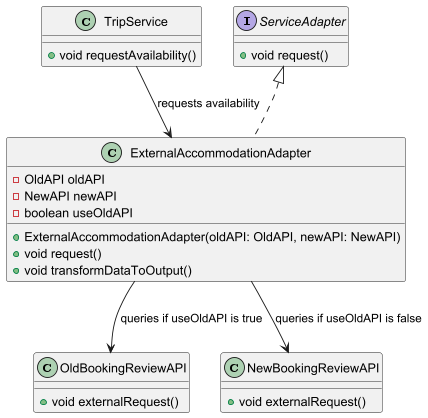 C TripService
void requestAvailability()
I ServiceAdapter
void request()
requests availability
C ExternalAccommodationAdapter
OldAPI oldAPI
NewAPI newAPI
boolean useOldAPI
ExternalAccommodationAdapter(oldAPI: OldAPI, newAPI: NewAPI)
void request()
void transformDataToOutput()
queries if useOldAPI is true
queries if useOldAPI is false
C OldBookingReviewAPI
void externalRequest()
C NewBookingReviewAPI
void externalRequest()